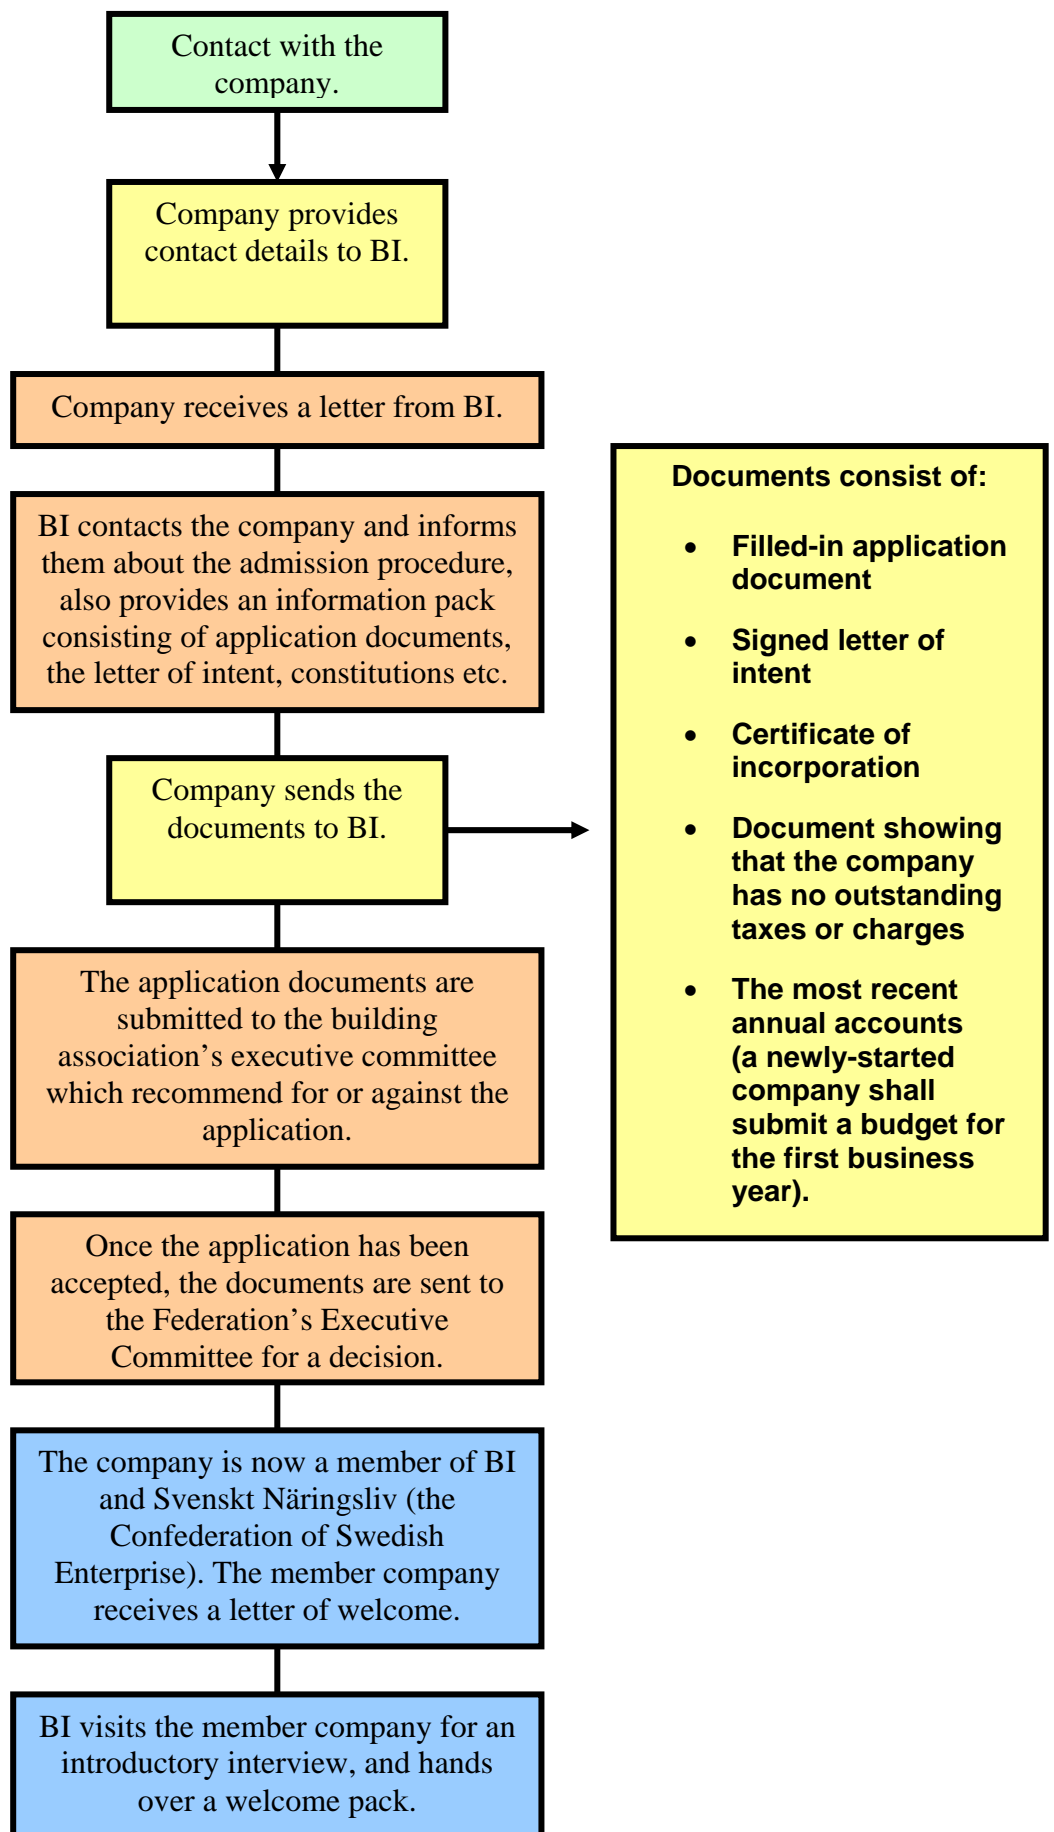 Contact with the
company.
Company provides
contact details to BI.
Company receives a letter from BI.
BI contacts the company and informs
them about the admission procedure,
also provides an information pack
consisting of application documents,
the letter of intent, constitutions etc.
Company sends the
documents to BI.
Documents consist of:
• Filled-in application
document
• Signed letter of
intent
• Certificate of
incorporation
• Document showing
that the company
has no outstanding
taxes or charges
• The most recent
annual accounts
(a newly-started
company shall
submit a budget for
the first business
year).
The application documents are
submitted to the building
association’s executive committee
which recommend for or against the
application.
Once the application has been
accepted, the documents are sent to
the Federation’s Executive
Committee for a decision.
The company is now a member of BI
and Svenskt Näringsliv (the
Confederation of Swedish
Enterprise). The member company
receives a letter of welcome.
BI visits the member company for an
introductory interview, and hands
over a welcome pack.